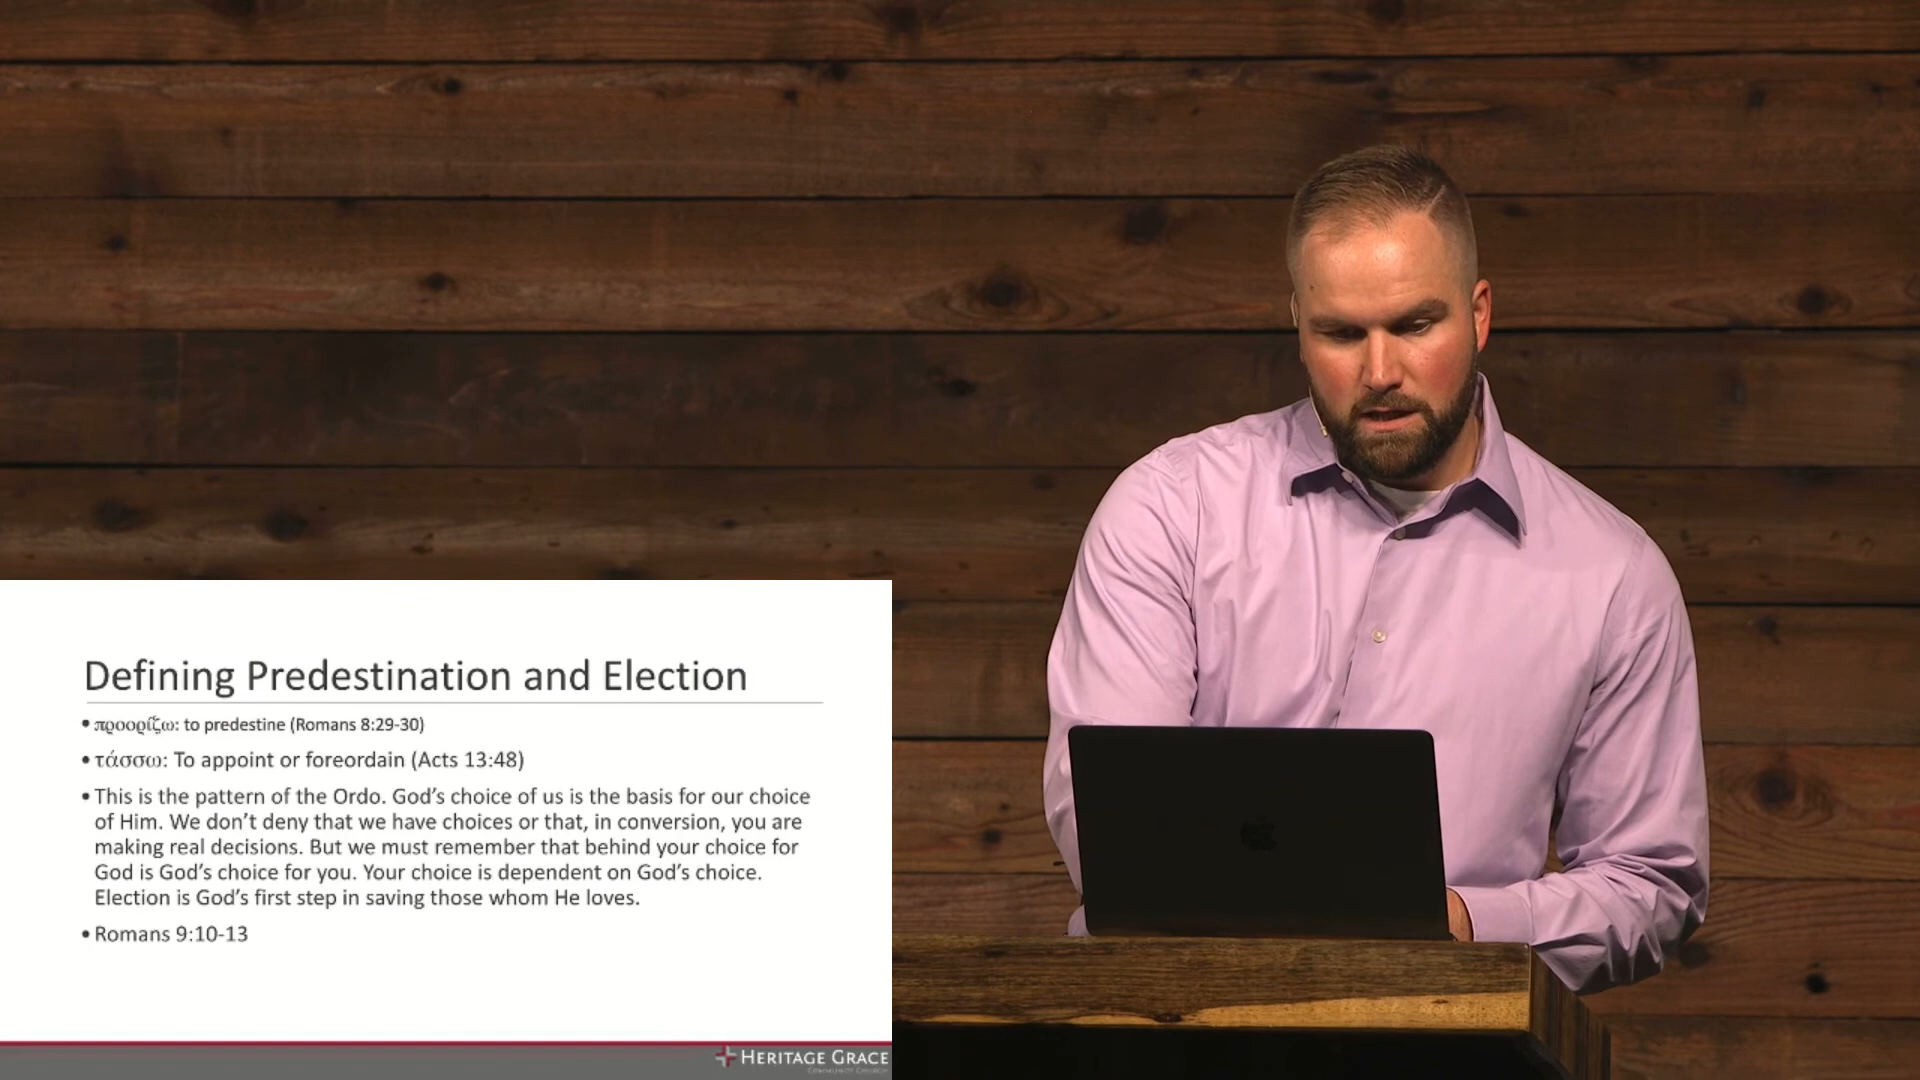 Defining Predestination and Election
• προορίζω: to predestine (Romans 8:29-30)
• τάσσω: To appoint or foreordain (Acts 13:48)
• This is the pattern of the Ordo. God’s choice of us is the basis for our choice
of Him. We don’t deny that we have choices or that, in conversion, you are
making real decisions. But we must remember that behind your choice for
God is God’s choice for you. Your choice is dependent on God’s choice.
Election is God’s first step in saving those whom He loves.
• Romans 9:10-13
HERITAGE GRACE
COMMUNITY CHURCH